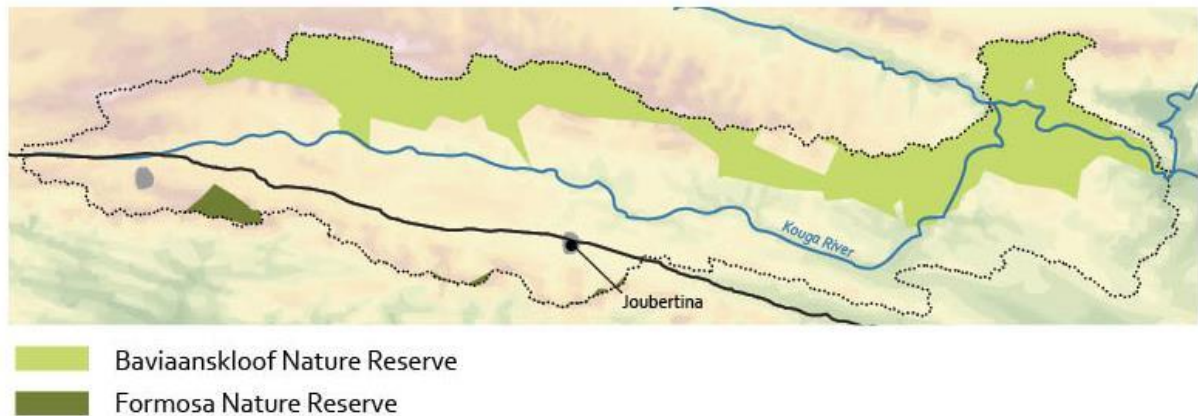 Kouga River
Joubertina
Baviaanskloof Nature Reserve
Formosa Nature Reserve